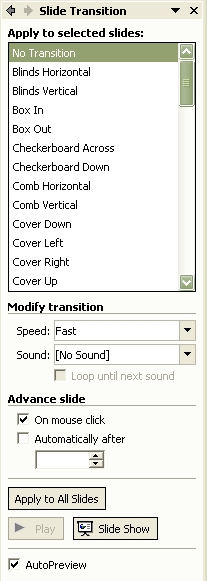 Slide Transition
Apply to selected slides:
No Transition
Blinds Horizontal
Blinds Vertical
Box In
Box Out
Checkerboard Across
Checkerboard Down
Comb Horizontal
Comb Vertical
Cover Down
Cover Left
Cover Right
Cover Up
Modify transition
Speed: Fast
Sound: [No Sound]
Loop until next sound
Advance slide
On mouse click
Automatically after
Apply to All Slides
Play Slide Show
AutoPreview